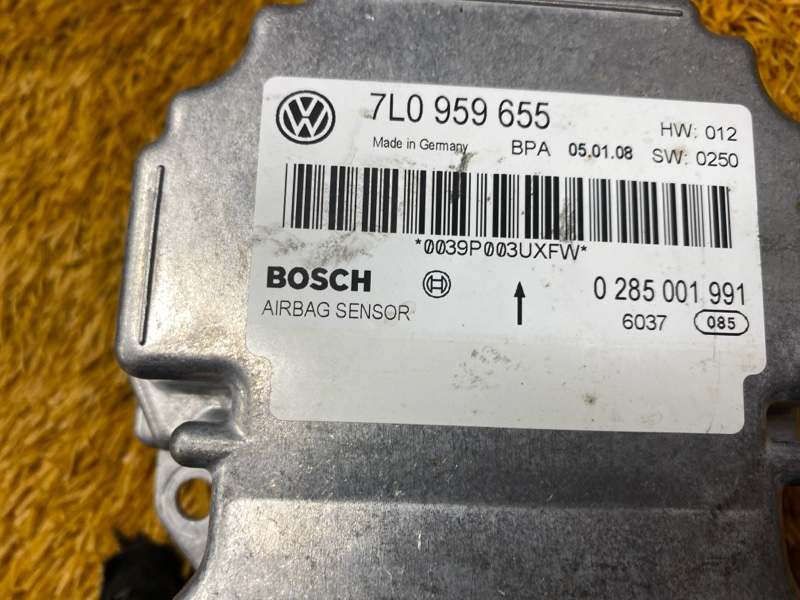 7L0 959 655
HW: 012
Made in Germany BPA 05.01.08 SW: 0250
*0039P003UXFW*
BOSCH 0 285 001 991
AIRBAG SENSOR 6037 085